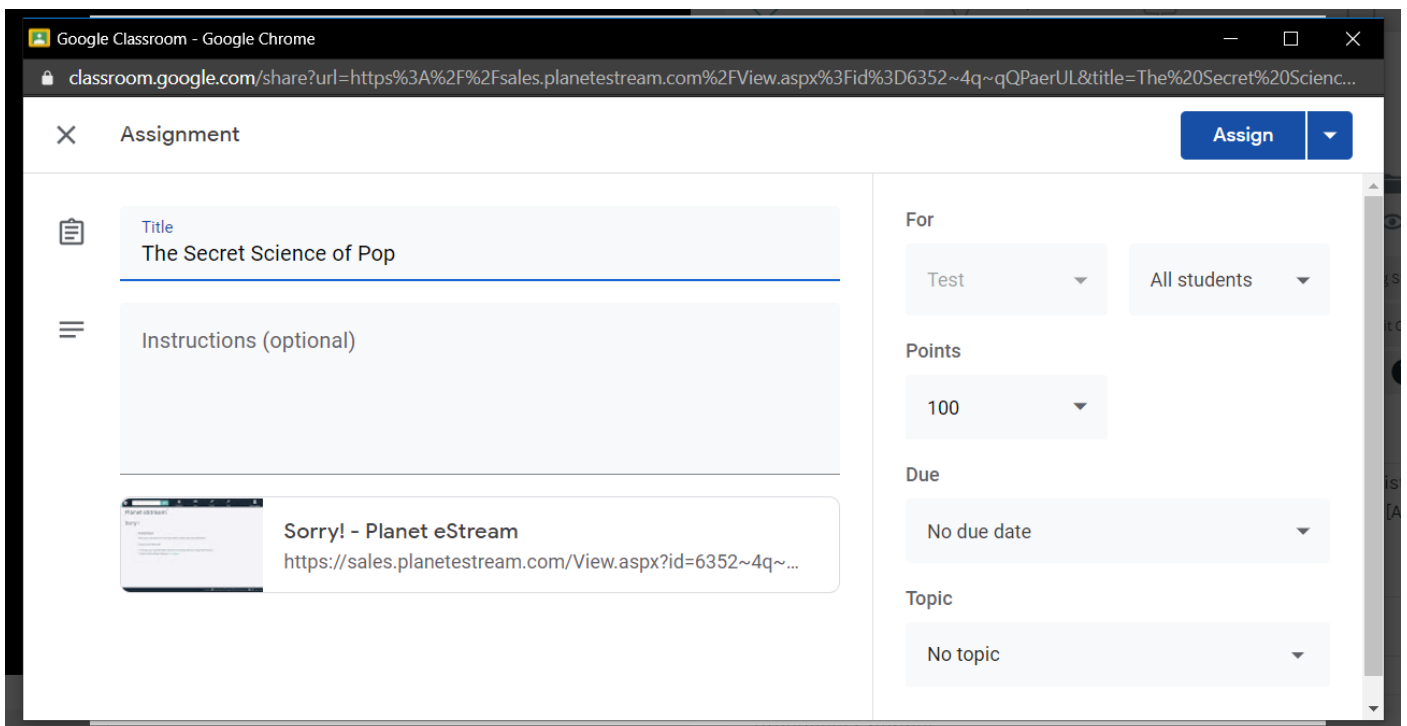 Google Classroom - Google Chrome
classroom.google.com/share?url=https%3A%2F%2Fsales.planetestream.com%2FView.aspx%3Fid%3D6352~4q~qQPaerUL&title=The%20Secret%20Scienc...
Assignment
Assign
Title
The Secret Science of Pop
Instructions (optional)
Sorry! - Planet eStream
https://sales.planetestream.com/View.aspx?id=6352~4q~...
For
Test
All students
Points
100
Due
No due date
Topic
No topic